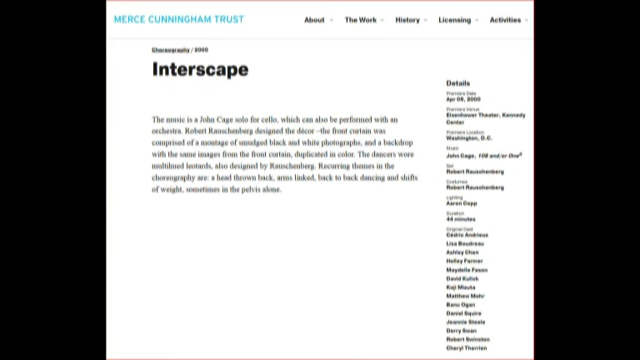 MERCE CUNNINGHAM TRUST
About The Work History Licensing Activities
Choreography / 2000
Interscape
The music is a John Cage solo for cello, which can also be performed with an
orchestra. Robert Rauschenberg designed the décor –the front curtain was
comprised of a montage of smudged black and white photographs, and a backdrop
with the same images from the front curtain, duplicated in color. The dancers wore
multihued leotards, also designed by Rauschenberg. Recurring themes in the
choreography are: a head thrown back, arms linked, back to back dancing and shifts
of weight, sometimes in the pelvis alone.
Details
Premiere Date
Apr 09, 2000
Premiere Venue
Eisenhower Theater, Kennedy
Center
Premiere Location
Washington, D.C.
Music
John Cage, 108 and/or One⁸
Set
Robert Rauschenberg
Costumes
Robert Rauschenberg
Lighting
Aaron Copp
Duration
44 minutes
Original Cast
Cédric Andrieux
Lisa Boudreau
Ashley Chen
Holley Farmer
Maydelle Fason
David Kulick
Koji Mizuta
Matthew Mohr
Banu Ogan
Daniel Squire
Jeannie Steele
Derry Swan
Robert Swinston
Cheryl Therrien